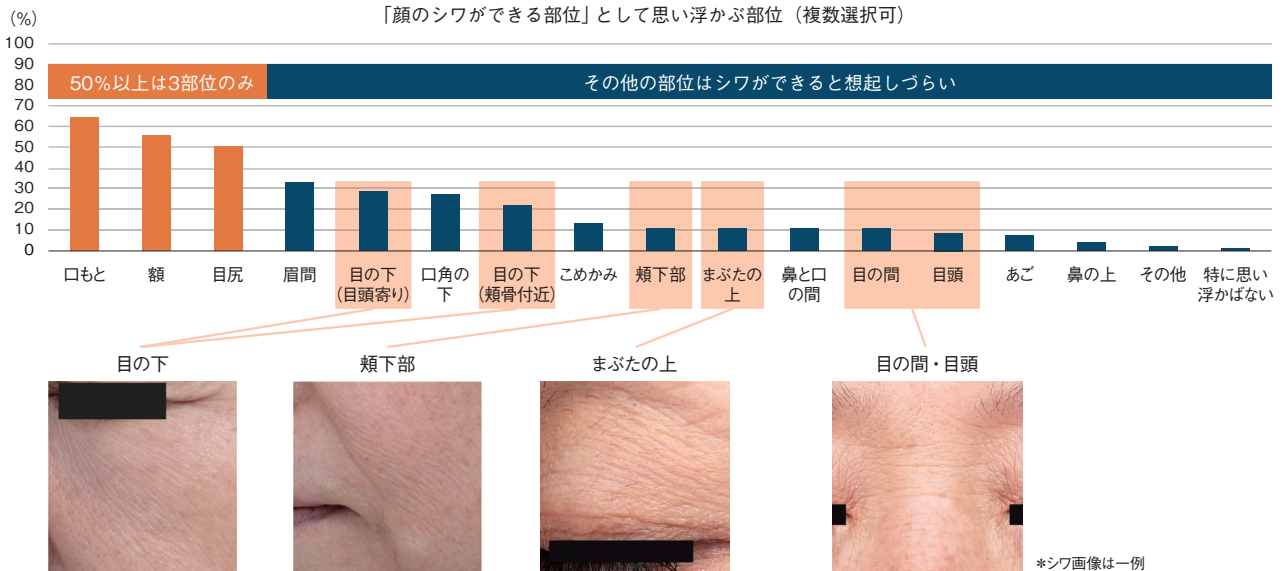 「顔のシワができる部位」として思い浮かぶ部位（複数選択可）
(%)
100
90
80
70
60
50
40
30
20
10
0
50％以上は3部位のみ
その他の部位はシワができると想起しづらい
口もと
額
目尻
眉間
目の下
(目頭寄り)
口角の
下
目の下
(頬骨付近)
こめかみ
頬下部
まぶたの
上
鼻と口
の間
目の間
目頭
あご
鼻の上
その他
特に思い
浮かばない
目の下
頬下部
まぶたの上
目の間・目頭
*シワ画像は一例